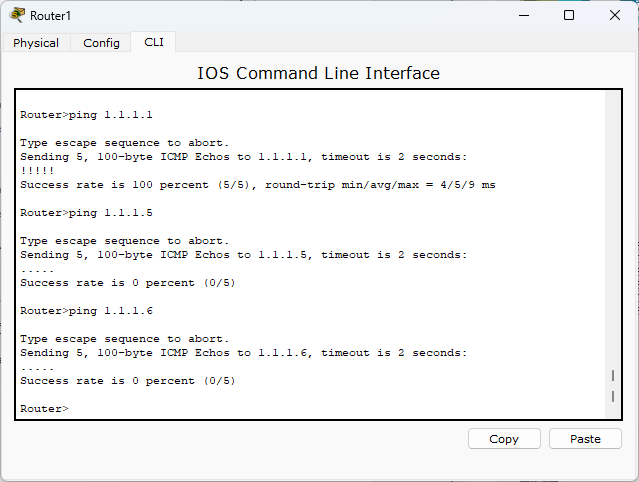 Router1
Physical Config CLI
IOS Command Line Interface
Router>ping 1.1.1.1
Type escape sequence to abort.
Sending 5, 100-byte ICMP Echos to 1.1.1.1, timeout is 2 seconds:
!!!!!
Success rate is 100 percent (5/5), round-trip min/avg/max = 4/5/9 ms
Router>ping 1.1.1.5
Type escape sequence to abort.
Sending 5, 100-byte ICMP Echos to 1.1.1.5, timeout is 2 seconds:
.....
Success rate is 0 percent (0/5)
Router>ping 1.1.1.6
Type escape sequence to abort.
Sending 5, 100-byte ICMP Echos to 1.1.1.6, timeout is 2 seconds:
.....
Success rate is 0 percent (0/5)
Router>
Copy Paste